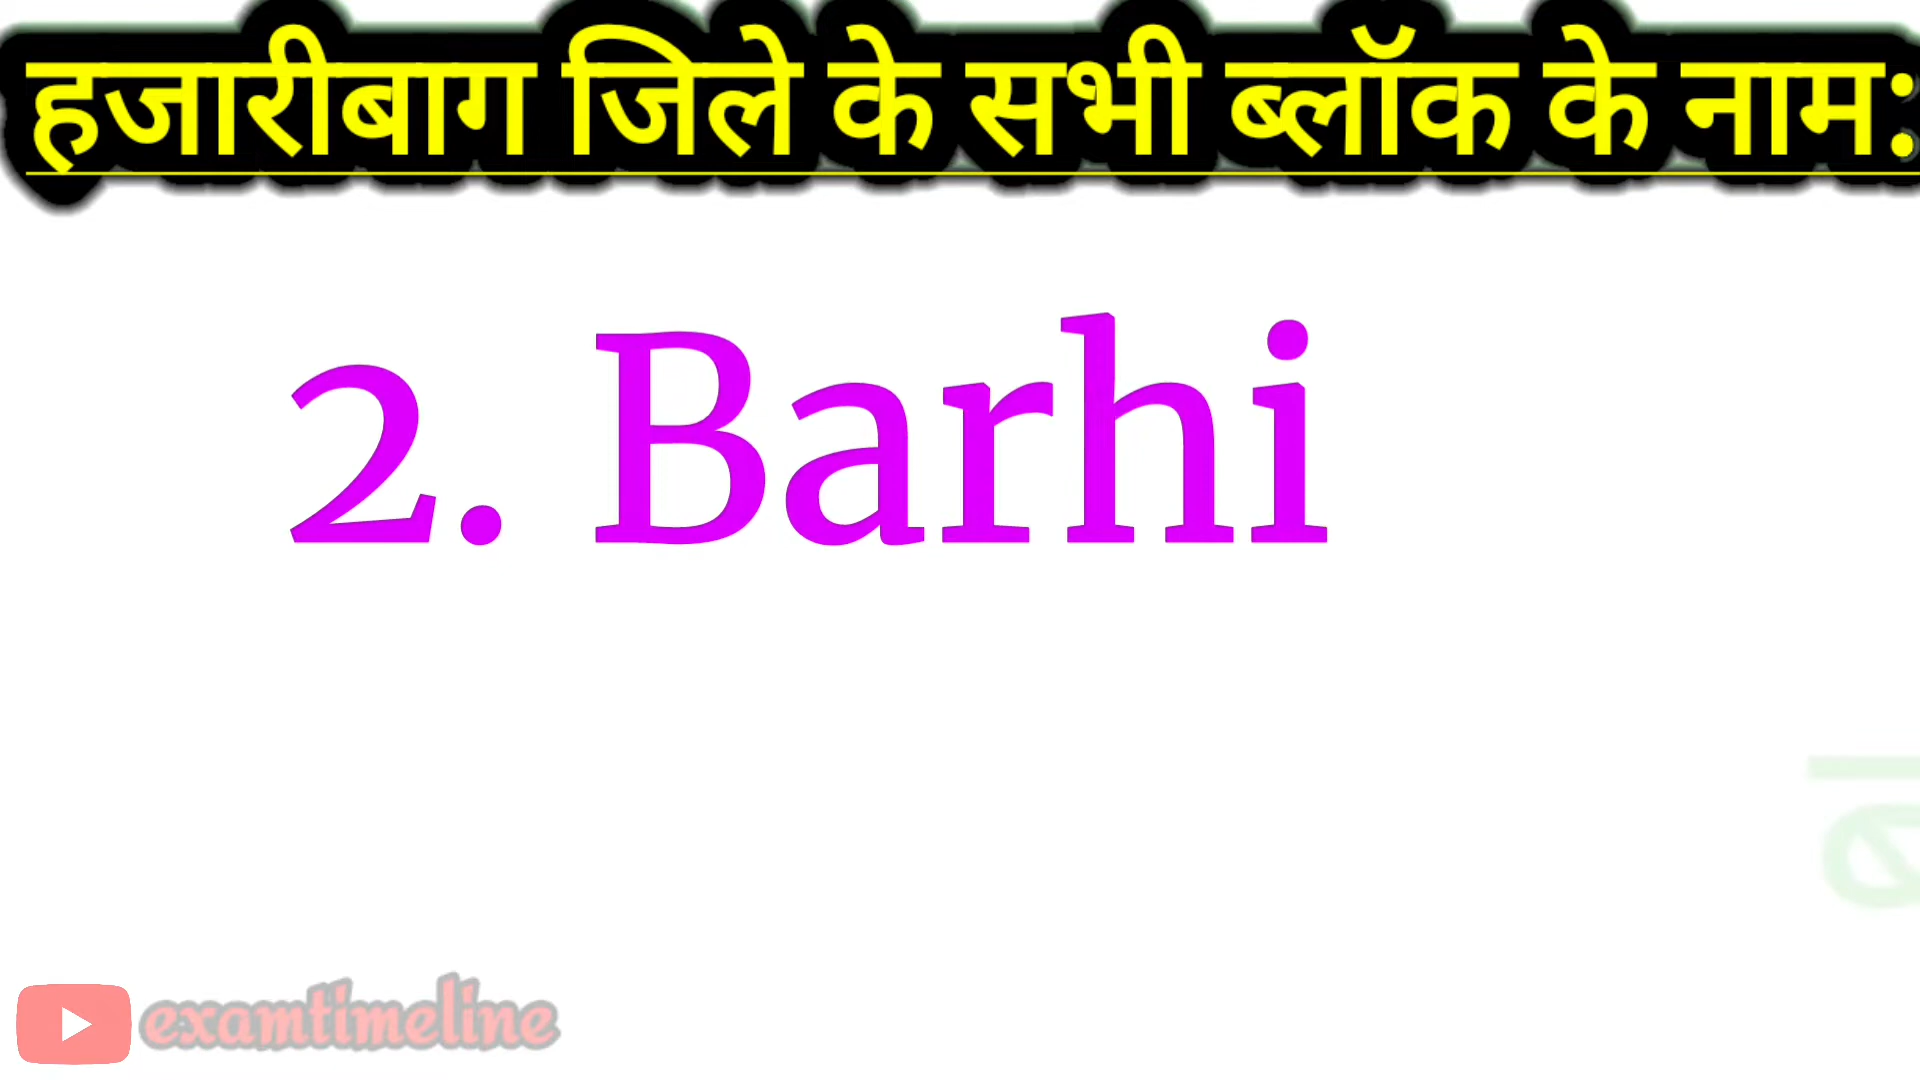 हजारीबाग जिले के सभी ब्लॉक के नाम:
2. Barhi
examtimeline